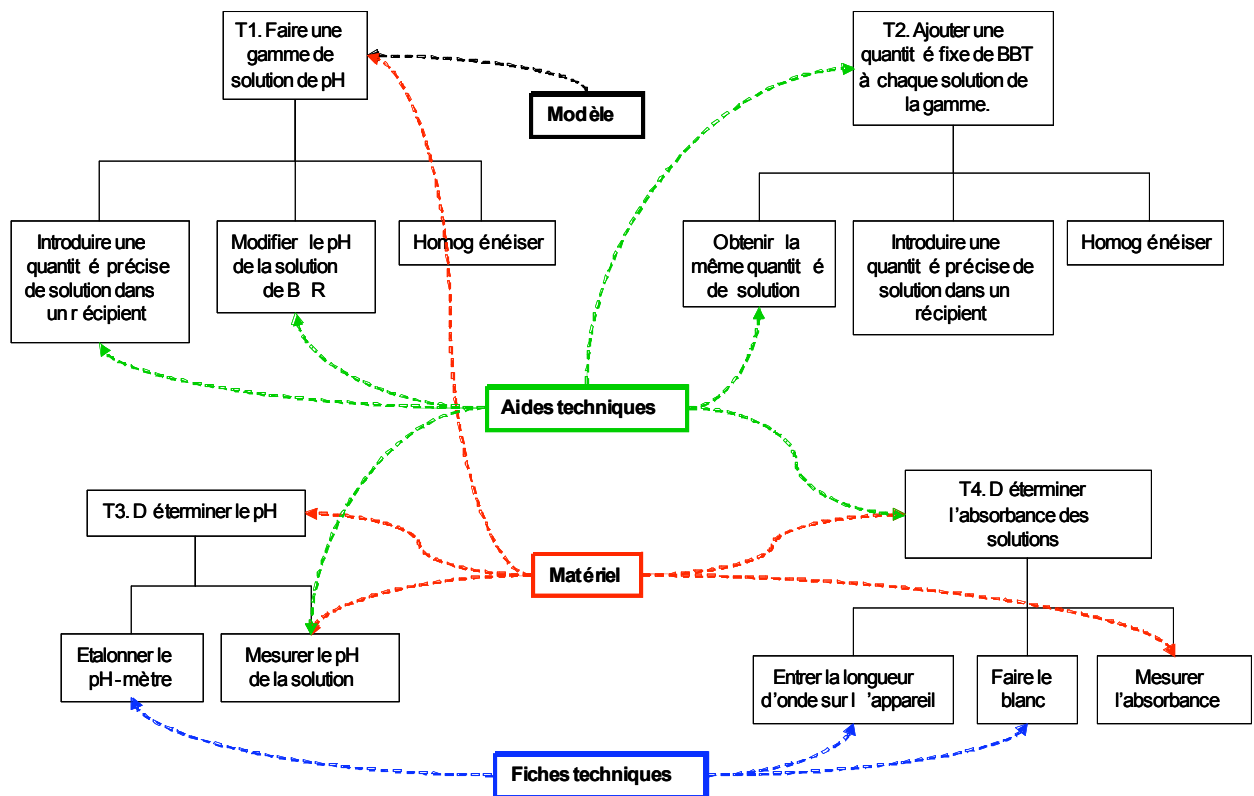 T1. Faire une
gamme de
solution de pH
T2. Ajouter une
quantit é fixe de BBT
à chaque solution de
la gamme.
Modèle
Introduire une
quantit é précise
de solution dans
un r écipient
Modifier le pH
de la solution
de B R
Homog énéiser
Obtenir la
même quantit é
de solution
Introduire une
quantit é précise de
solution dans un
récipient
Homog énéiser
Aides techniques
T3. D éterminer le pH
T4. D éterminer
l'absorbance des
solutions
Matériel
Etalonner le
pH-mètre
Mesurer le pH
de la solution
Entrer la longueur
d'onde sur l 'appareil
Faire le
blanc
Mesurer
l'absorbance
Fiches techniques